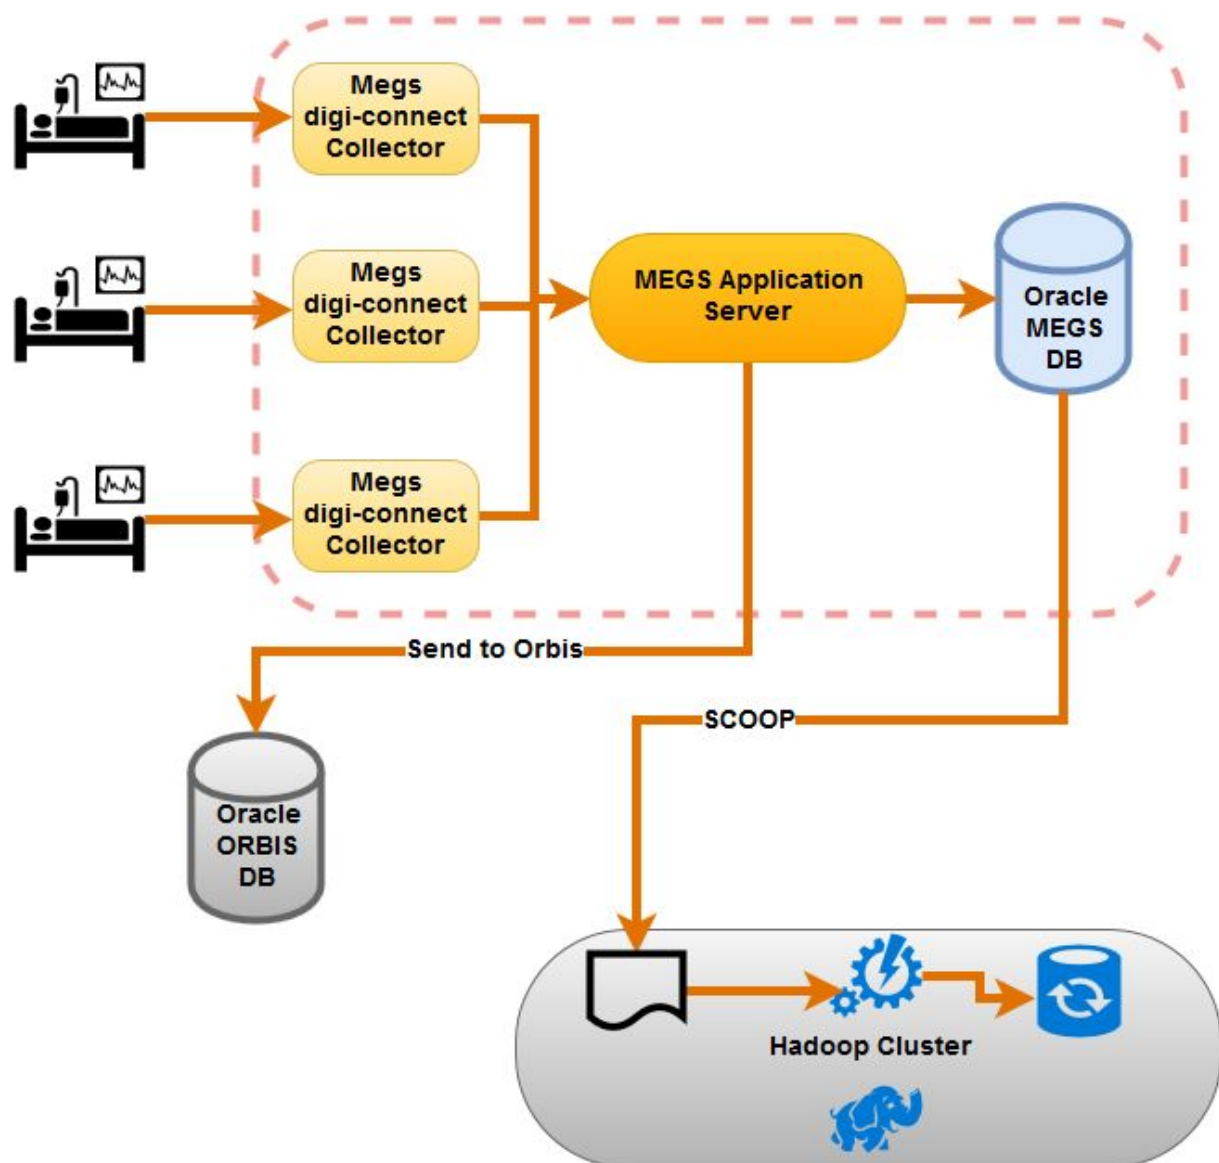 Megs
digi-connect
Collector
Megs
digi-connect
Collector
MEGS Application
Server
Oracle
MEGS
DB
Megs
digi-connect
Collector
Send to Orbis
SCOOP
Oracle
ORBIS
DB
Hadoop Cluster